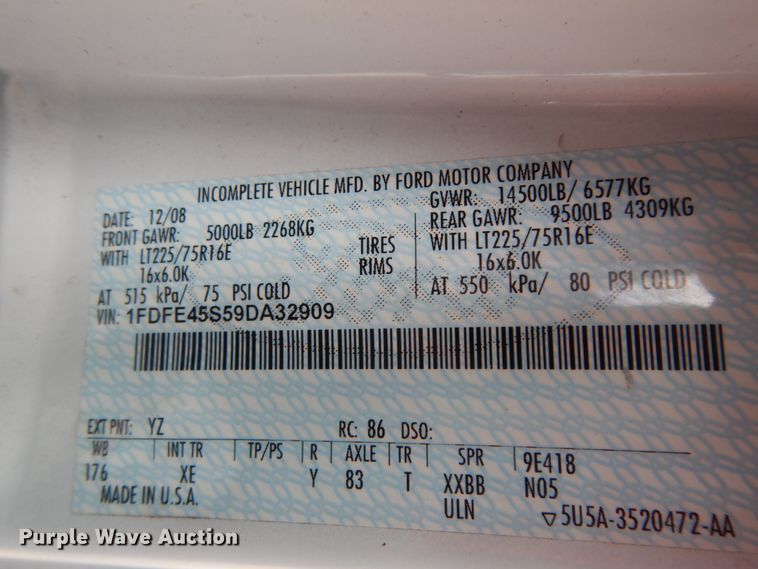 INCOMPLETE VEHICLE MFD. BY FORD MOTOR COMPANY
DATE: 12/08 GVWR: 14500LB/ 6577KG
FRONT GAWR: 5000LB 2268KG REAR GAWR: 9500LB 4309KG
WITH LT225/75R16E TIRES WITH LT225/75R16E
16x6.0K RIMS 16x6.0K
AT 515 kPa/ 75 PSI COLD AT 550 kPa/ 80 PSI COLD
VIN: 1FDFE45S59DA32909
EXT PNT: YZ RC: 86 DSO:
WB INT TR TP/PS R AXLE TR SPR 9E418
176 XE Y 83 T XXBB N05
MADE IN U.S.A. ULN ▽5U5A-3520472-AA
Purple Wave Auction